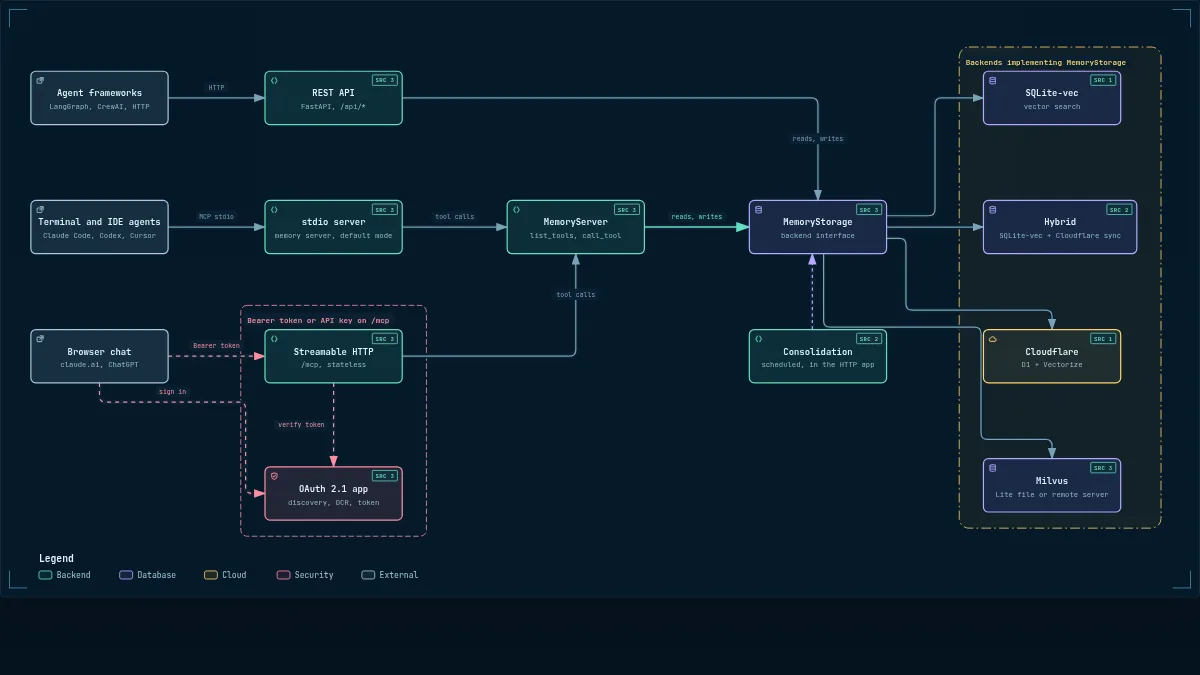 Backends implementing MemoryStorage
Agent frameworks
LangGraph, CrewAI, HTTP
HTTP
SRC 3
REST API
FastAPI, /api/*
reads, writes
SRC 1
SQLite-vec
vector search
Terminal and IDE agents
Claude Code, Codex, Cursor
MCP stdio
SRC 3
stdio server
memory server, default mode
tool calls
SRC 3
MemoryServer
list_tools, call_tool
reads, writes
SRC 3
MemoryStorage
backend interface
SRC 2
Hybrid
SQLite-vec + Cloudflare sync
tool calls
Bearer token or API key on /mcp
Browser chat
claude.ai, ChatGPT
Bearer token
sign in
SRC 3
Streamable HTTP
/mcp, stateless
SRC 2
Consolidation
scheduled, in the HTTP app
SRC 1
Cloudflare
D1 + Vectorize
verify token
SRC 3
OAuth 2.1 app
discovery, DCR, token
SRC 3
Milvus
Lite file or remote server
Legend
Backend
Database
Cloud
Security
External